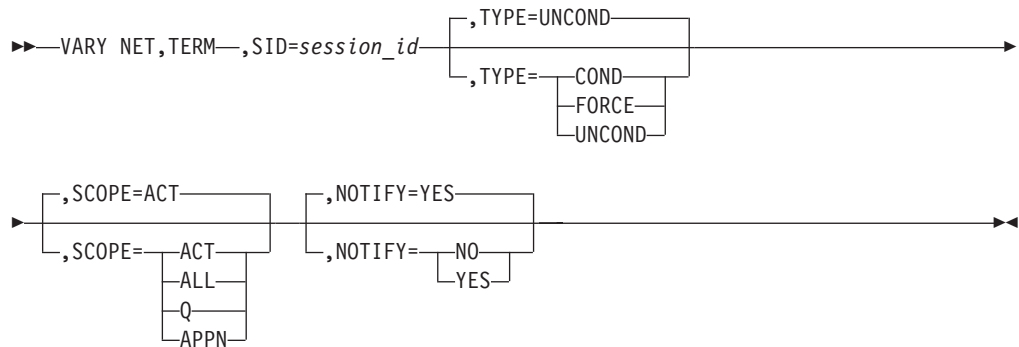 ,TYPE=UNCOND
VARY NET,TERM ,SID=session_id
,TYPE= COND
FORCE
UNCOND
,SCOPE=ACT ,NOTIFY=YES
,SCOPE= ACT ,NOTIFY= NO
ALL YES
Q
APPN